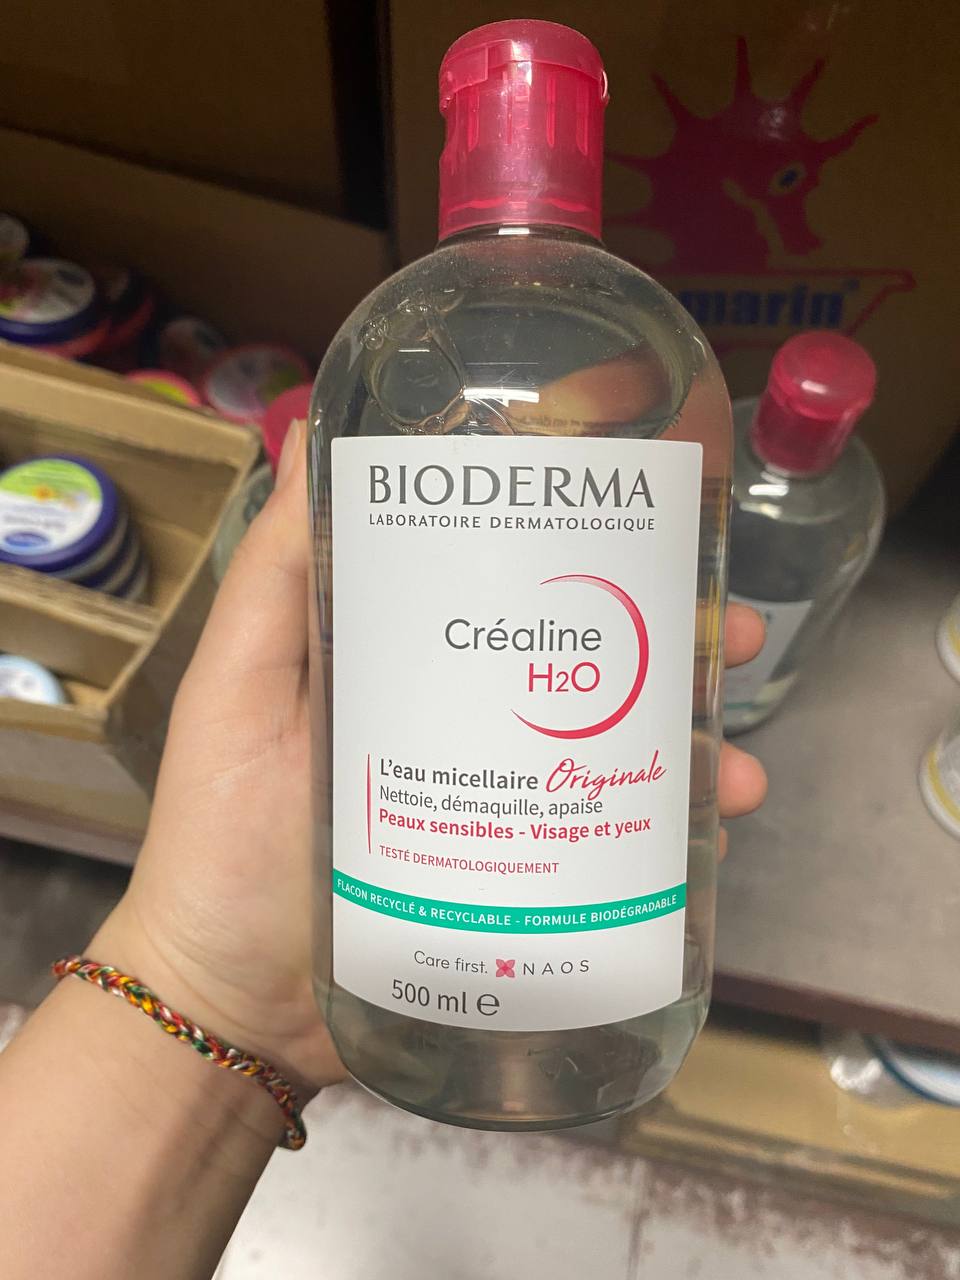 BIODERMA
LABORATOIRE DERMATOLOGIQUE
Créaline
H2O
L'eau micellaire Originale
Nettoie, démaquille, apaise
Peaux sensibles - Visage et yeux
TESTÉ DERMATOLOGIQUEMENT
FLACON RECYCLÉ & RECYCLABLE - FORMULE BIODÉGRADABLE
Care first. NAOS
500 ml ℮
marin